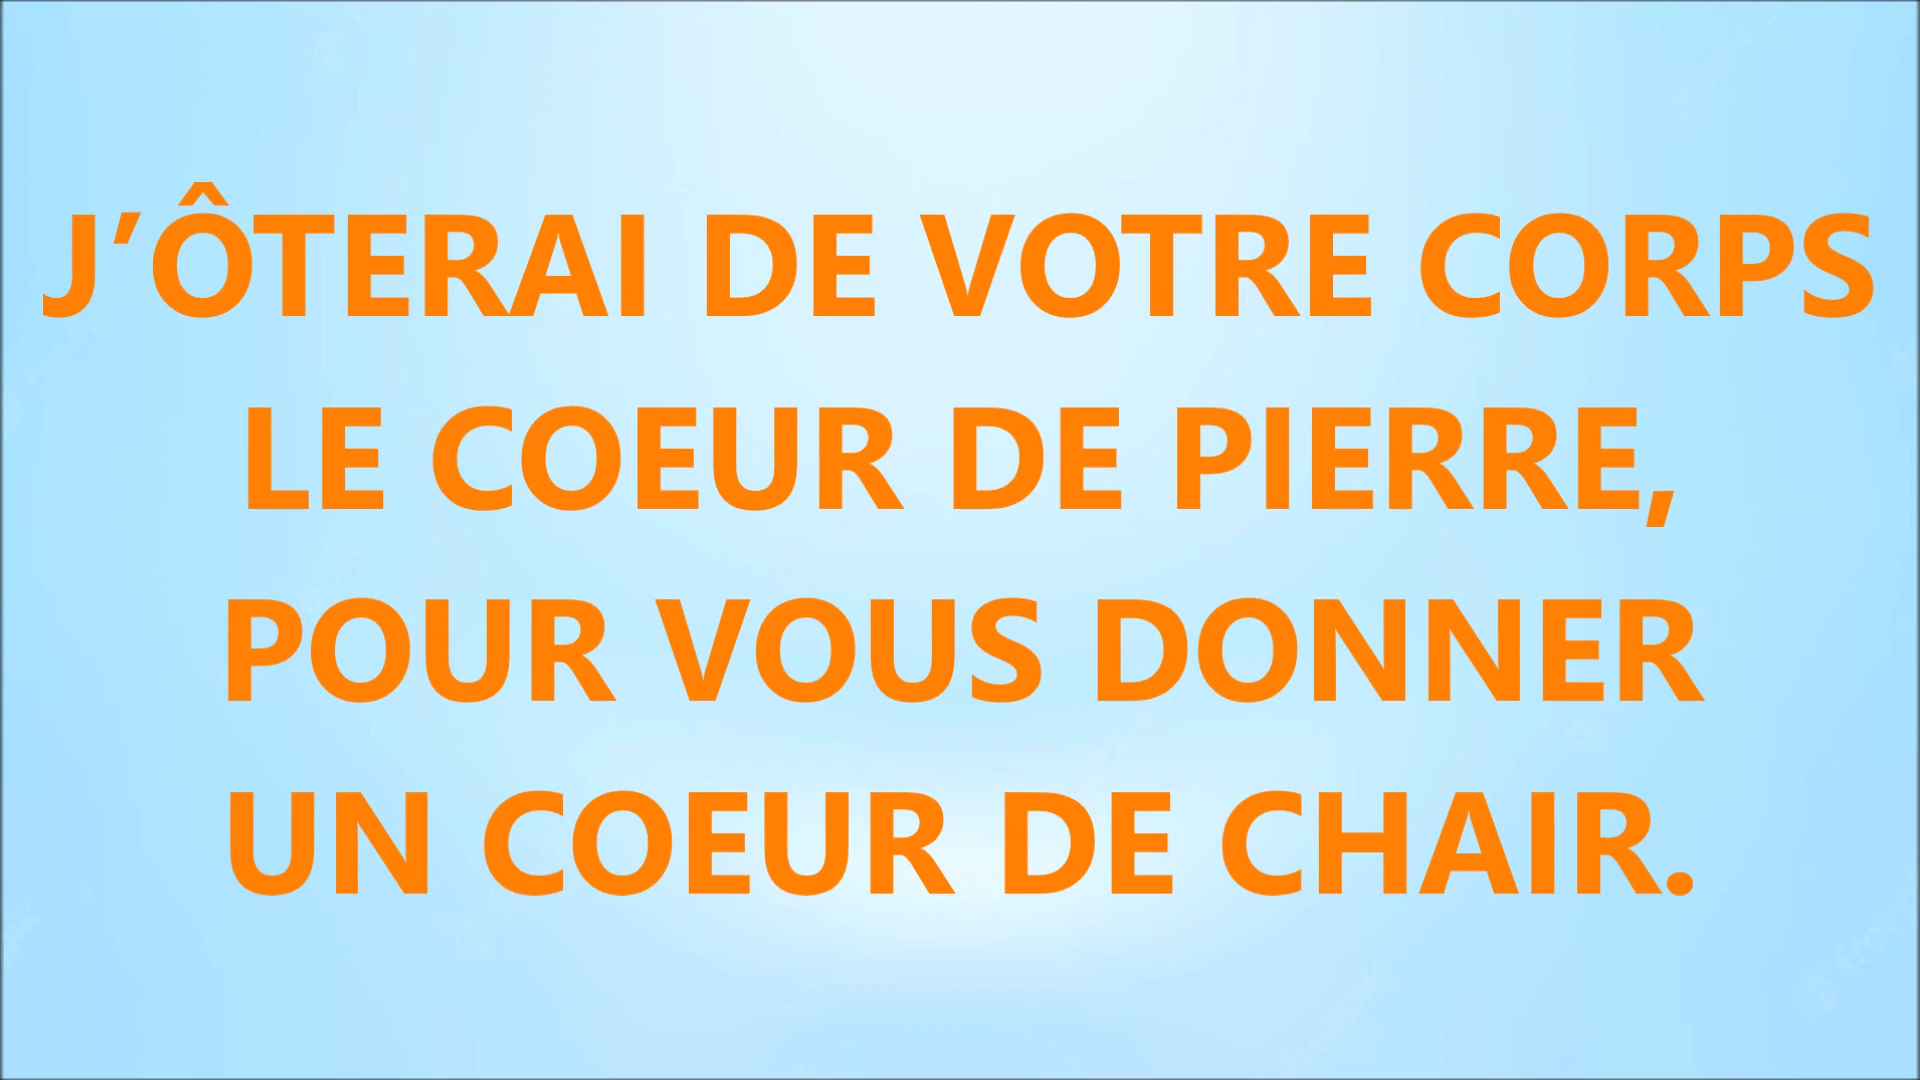 J’ÔTERAI DE VOTRE CORPS
LE COEUR DE PIERRE,
POUR VOUS DONNER
UN COEUR DE CHAIR.